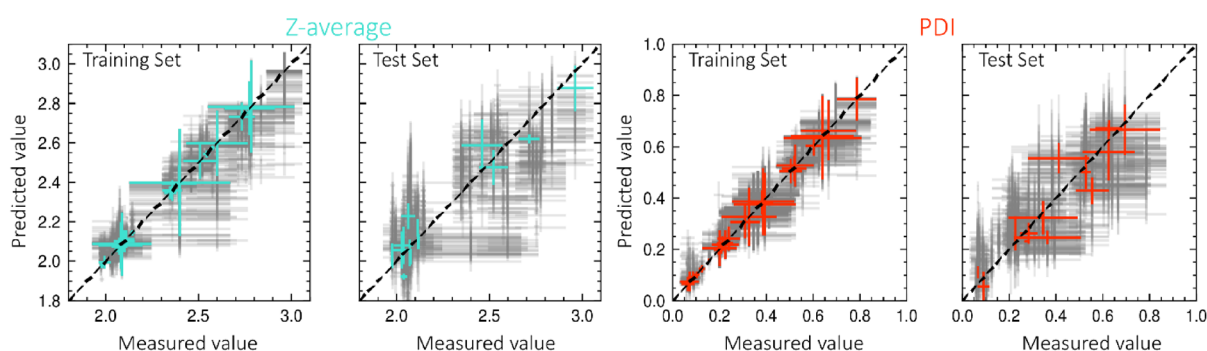 Z-average
PDI
Training Set
Test Set
Training Set
Test Set
Predicted value
3.0
2.8
2.6
2.4
2.2
2.0
1.8
2.0
2.5
3.0
Measured value
2.0
2.5
3.0
Measured value
Predicted value
1.0
0.8
0.6
0.4
0.2
0.0
0.0
0.2
0.4
0.6
0.8
1.0
Measured value
0.0
0.2
0.4
0.6
0.8
1.0
Measured value